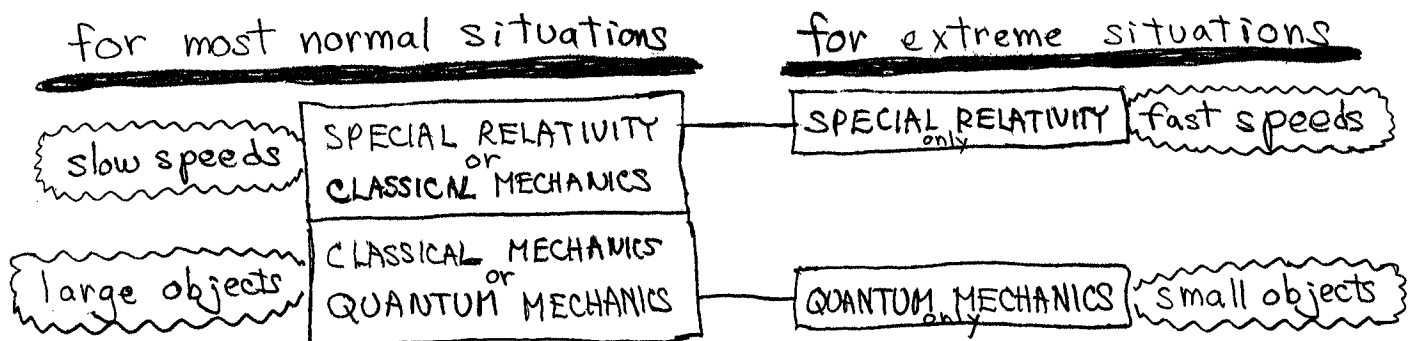 for most normal situations
for extreme situations
slow speeds
SPECIAL RELATIVITY
or
CLASSICAL MECHANICS
SPECIAL RELATIVITY
only
fast speeds
large objects
CLASSICAL MECHANICS
or
QUANTUM MECHANICS
QUANTUM MECHANICS
only
small objects